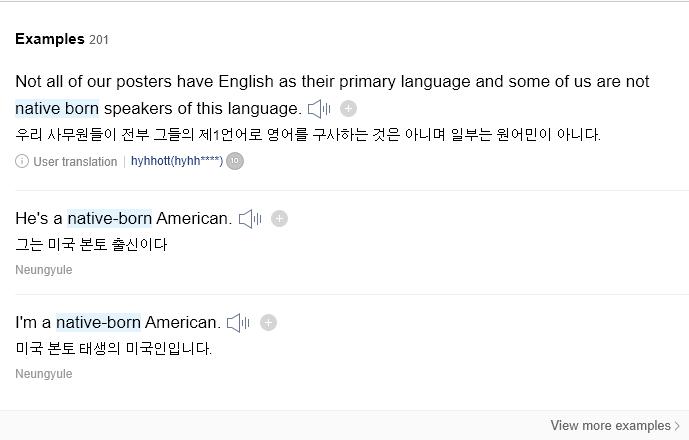 Examples 201
Not all of our posters have English as their primary language and some of us are not
native born speakers of this language.
우리 사무원들이 전부 그들의 제1언어로 영어를 구사하는 것은 아니며 일부는 원어민이 아니다.
User translation | hyhhott(hyhh****) 10
He's a native-born American.
그는 미국 본토 출신이다
Neungyule
I'm a native-born American.
미국 본토 태생의 미국인입니다.
Neungyule
View more examples >